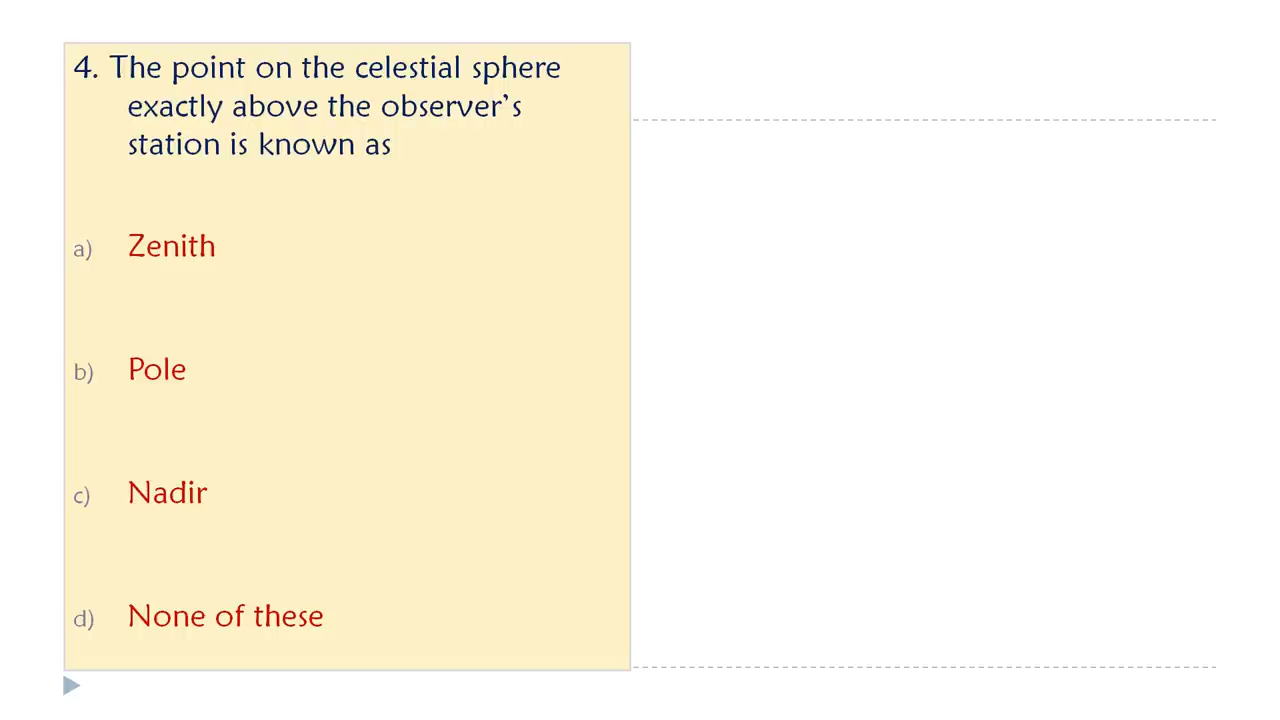 4. The point on the celestial sphere
exactly above the observer’s
station is known as
a) Zenith
b) Pole
c) Nadir
d) None of these